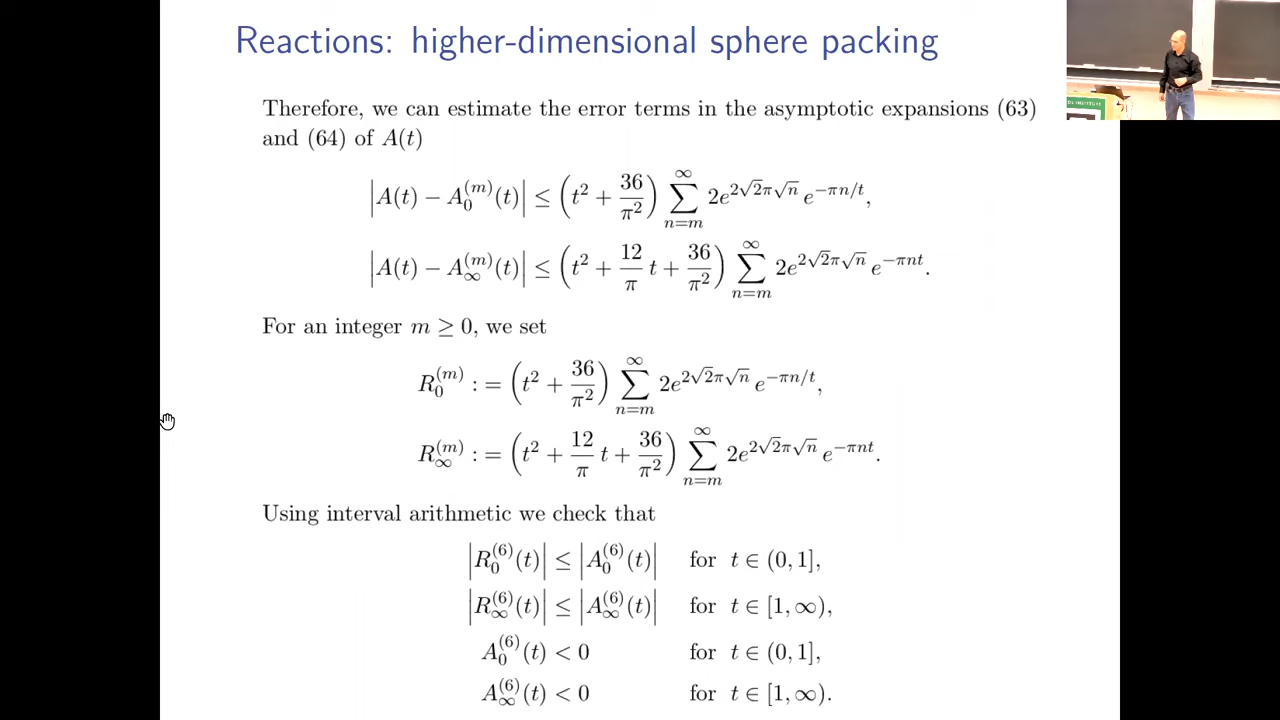 Reactions: higher-dimensional sphere packing
Therefore, we can estimate the error terms in the asymptotic expansions (63)
and (64) of A(t)
|A(t) − A₀^{(m)}(t)| ≤ (t² + 36/π²) ∑_{n=m}^{∞} 2e^{2√2π√n} e^{−πn/t},
|A(t) − A_∞^{(m)}(t)| ≤ (t² + 12/π t + 36/π²) ∑_{n=m}^{∞} 2e^{2√2π√n} e^{−πnt}.
For an integer m ≥ 0, we set
R₀^{(m)} : = (t² + 36/π²) ∑_{n=m}^{∞} 2e^{2√2π√n} e^{−πn/t},
R_∞^{(m)} : = (t² + 12/π t + 36/π²) ∑_{n=m}^{∞} 2e^{2√2π√n} e^{−πnt}.
Using interval arithmetic we check that
|R₀^{(6)}(t)| ≤ |A₀^{(6)}(t)| for t ∈ (0, 1],
|R_∞^{(6)}(t)| ≤ |A_∞^{(6)}(t)| for t ∈ [1, ∞),
A₀^{(6)}(t) < 0 for t ∈ (0, 1],
A_∞^{(6)}(t) < 0 for t ∈ [1, ∞).